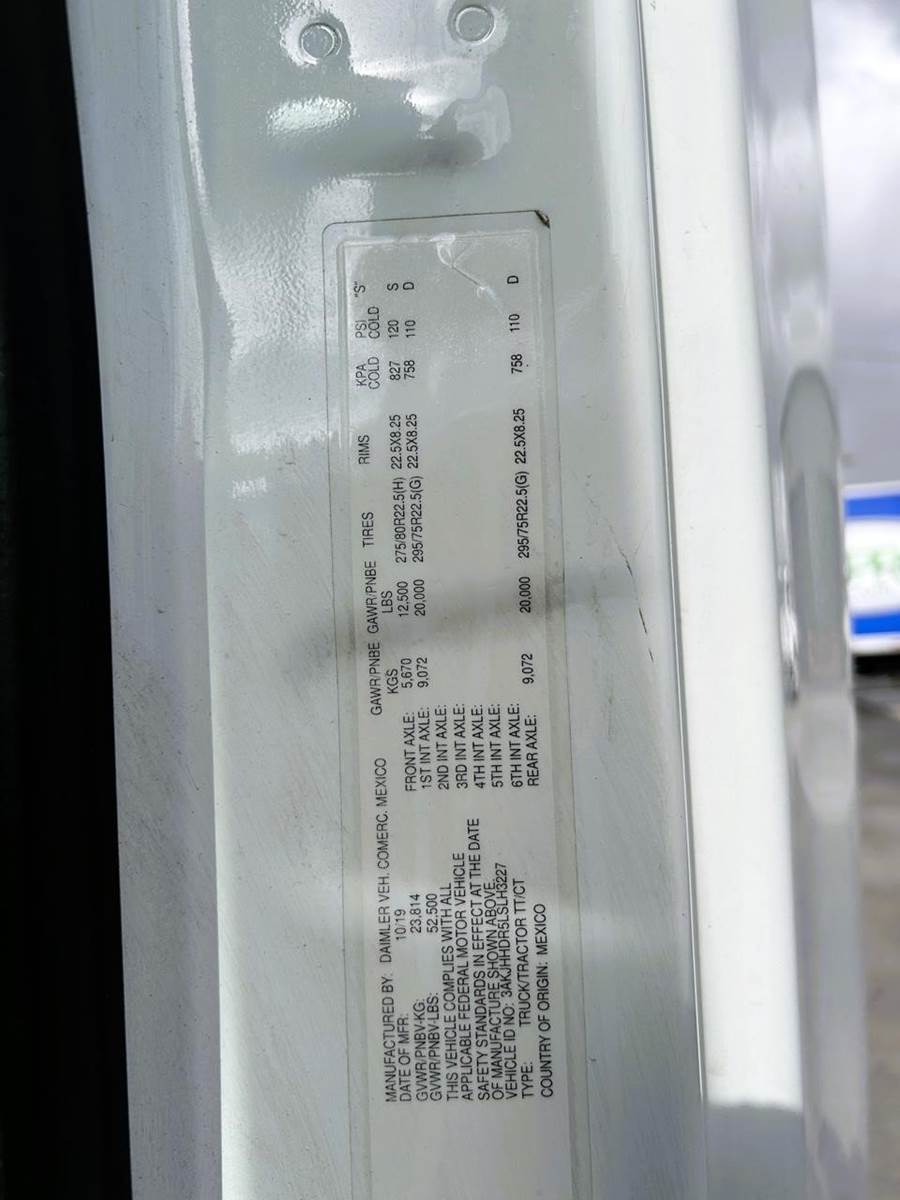 MANUFACTURED BY: DAIMLER VEH. COMERC. MEXICO
DATE OF MFR: 10/19
GVWR/PNBV-KG: 23,814
GVWR/PNBV-LBS: 52,500
THIS VEHICLE COMPLIES WITH ALL
APPLICABLE FEDERAL MOTOR VEHICLE
SAFETY STANDARDS IN EFFECT AT THE DATE
OF MANUFACTURE SHOWN ABOVE.
VEHICLE ID NO: 3AKJHHDR5LSLH3227
TYPE: TRUCK/TRACTOR TT/CT
COUNTRY OF ORIGIN: MEXICO
GAWR/PNBE GAWR/PNBE TIRES RIMS KPA PSI "S"
KGS LBS COLD COLD
FRONT AXLE: 5,670 12,500 275/80R22.5(H) 22.5X8.25 827 120 S
1ST INT AXLE: 9,072 20,000 295/75R22.5(G) 22.5X8.25 758 110 D
2ND INT AXLE:
3RD INT AXLE:
4TH INT AXLE:
5TH INT AXLE:
6TH INT AXLE:
REAR AXLE: 9,072 20,000 295/75R22.5(G) 22.5X8.25 758 110 D